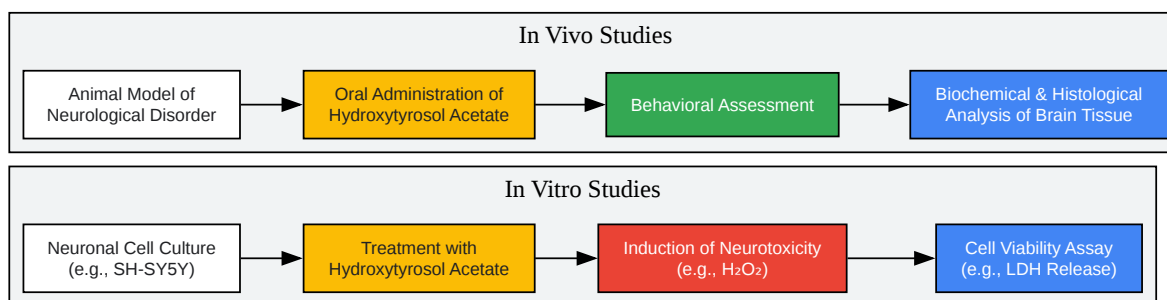 In Vivo Studies
Animal Model of
Neurological Disorder
Oral Administration of
Hydroxytyrosol Acetate
Behavioral Assessment
Biochemical & Histological
Analysis of Brain Tissue
In Vitro Studies
Neuronal Cell Culture
(e.g., SH-SY5Y)
Treatment with
Hydroxytyrosol Acetate
Induction of Neurotoxicity
(e.g., H₂O₂)
Cell Viability Assay
(e.g., LDH Release)